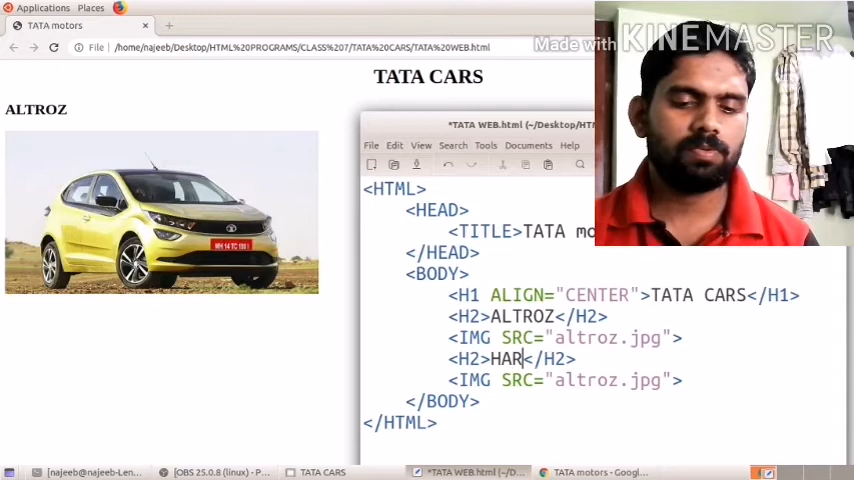 Applications Places
TATA motors
File /home/najeeb/Desktop/HTML%20PROGRAMS/CLASS%207/TATA%20CARS/TATA%20WEB.html
Made with KINEMASTER
TATA CARS
ALTROZ
*TATA WEB.html (~/Desktop/HTM
File Edit View Search Tools Documents Help
<HTML>
<HEAD>
<TITLE>TATA mo
</HEAD>
<BODY>
<H1 ALIGN="CENTER">TATA CARS</H1>
<H2>ALTROZ</H2>
<IMG SRC="altroz.jpg">
<H2>HAR</H2>
<IMG SRC="altroz.jpg">
</BODY>
</HTML>
[najeeb@najeeb-Len... [OBS 25.0.8 (linux) - P... TATA CARS *TATA WEB.html (~/D... TATA motors - Googl...